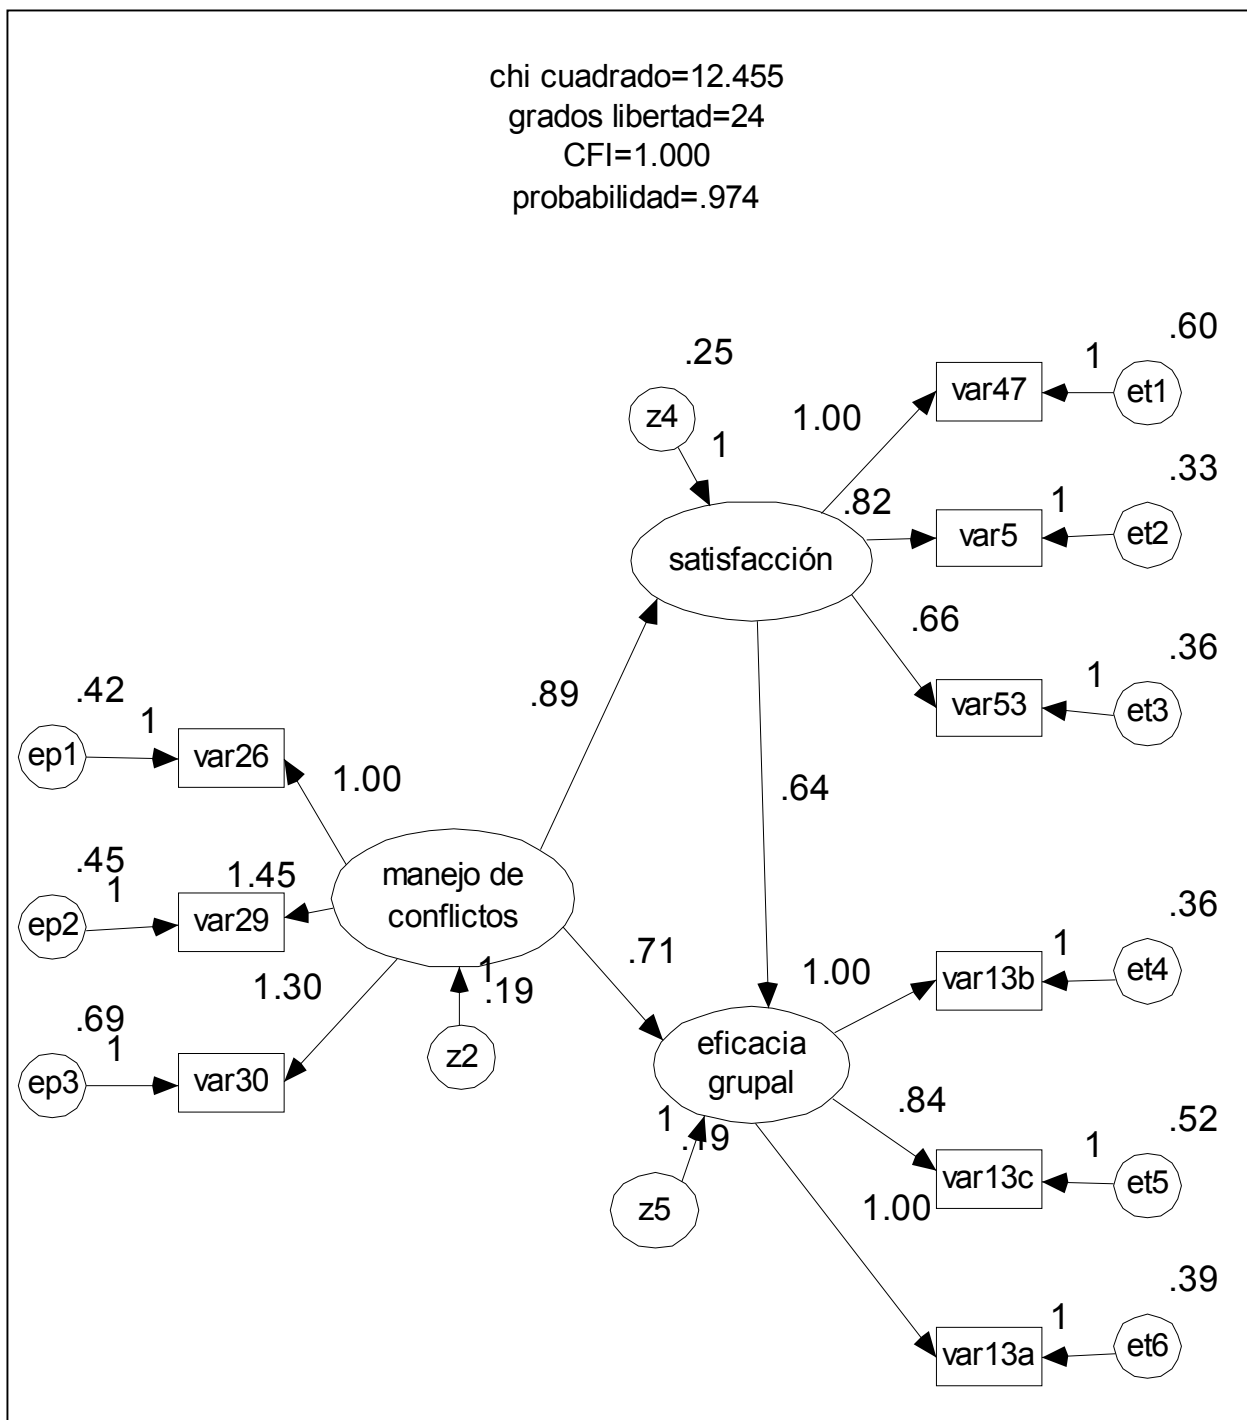 chi cuadrado=12.455
grados libertad=24
CFI=1.000
probabilidad=.974
.60
.25
1
var47
et1
z4
1.00
1
.33
.82
1
var5
et2
satisfacción
.66
.36
1
var53
et3
.42
.89
1
ep1
var26
1.00
.64
.45
1
1.45
manejo de
conflictos
ep2
var29
.36
.71
1
1.00
1.30
1
.19
var13b
et4
.69
1
eficacia
grupal
z2
ep3
var30
.84
.52
1
.19
1
var13c
et5
z5
1.00
.39
1
var13a
et6